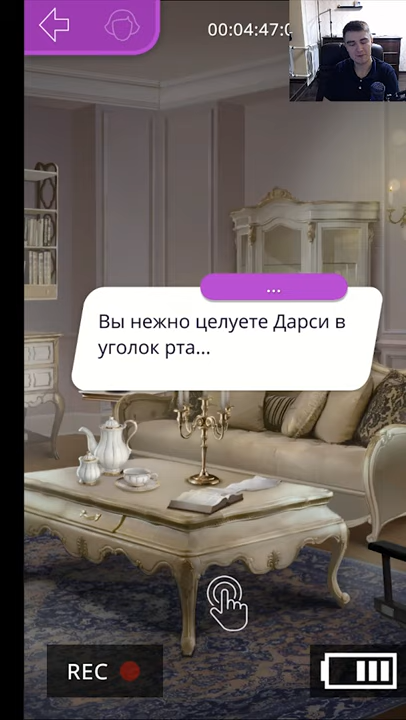 00:04:47:0
...
Вы нежно целуете Дарси в
уголок рта...
REC